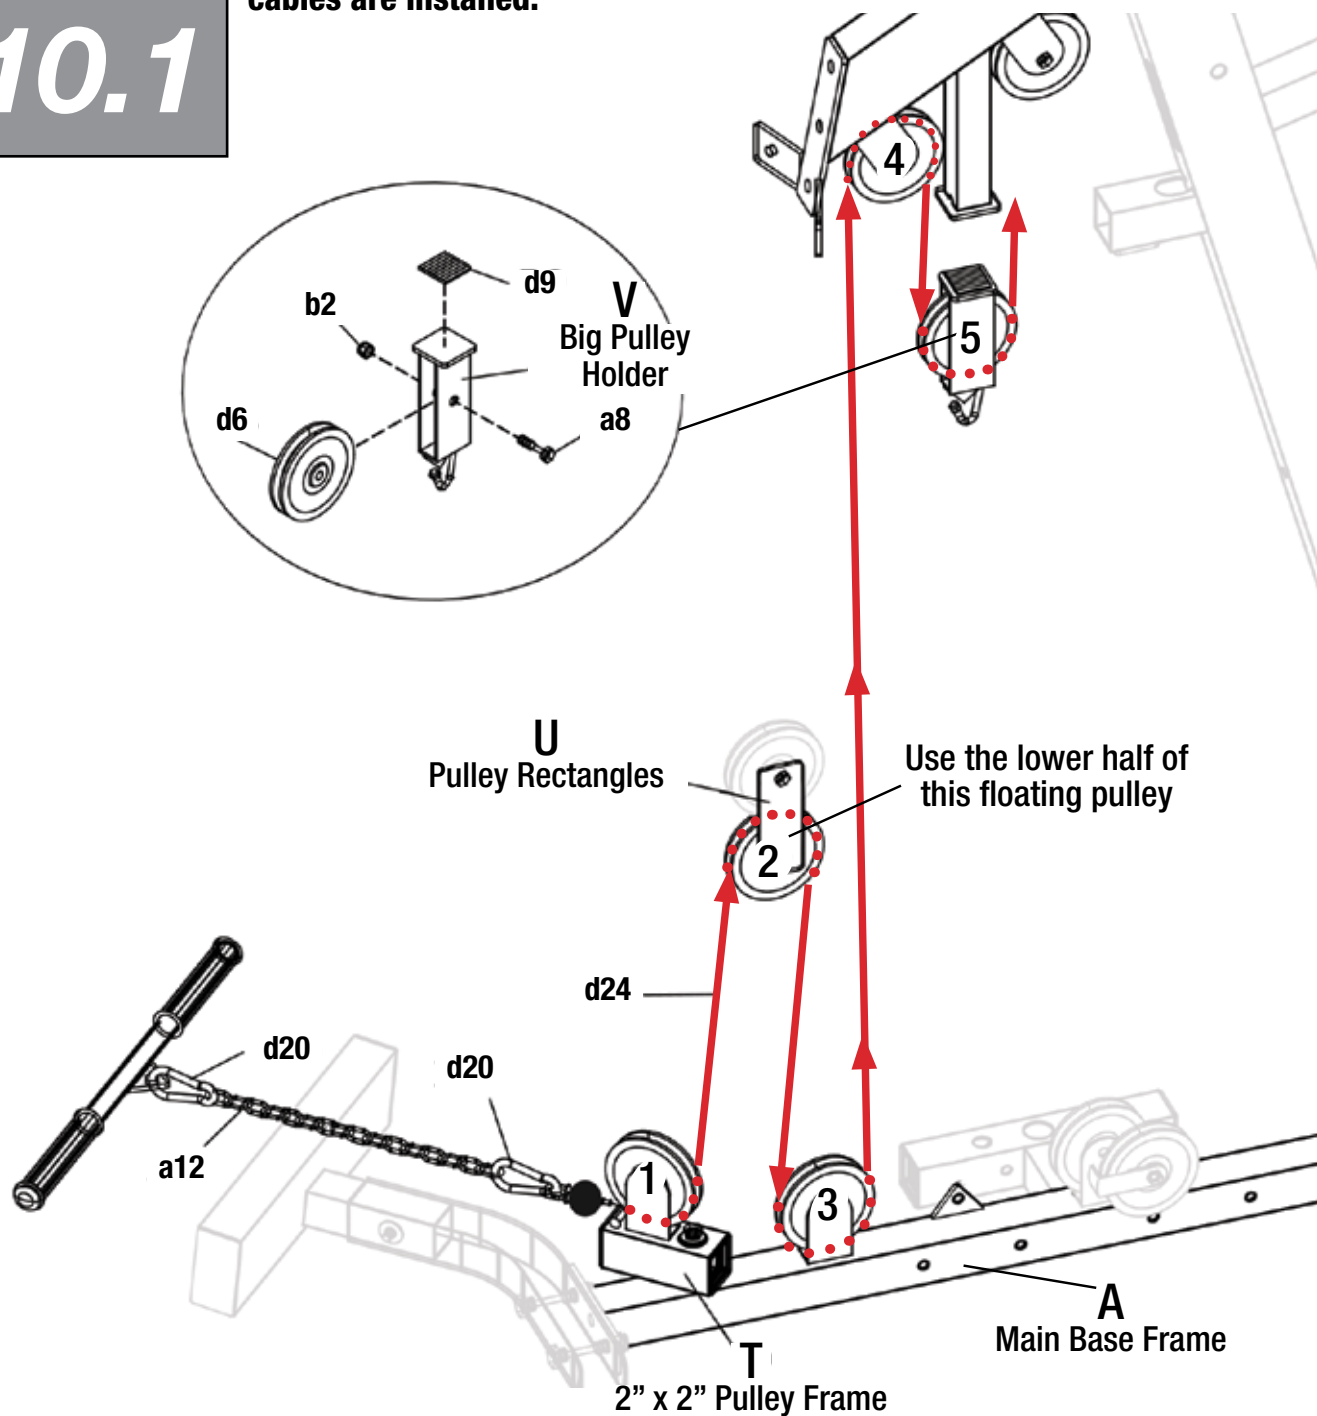 cables are installed.
10.1
4
d9
V
b2
Big Pulley
Holder
5
d6
a8
U
Pulley Rectangles
Use the lower half of
this floating pulley
2
d24
d20
d20
a12
1
3
A
Main Base Frame
T
2” x 2” Pulley Frame